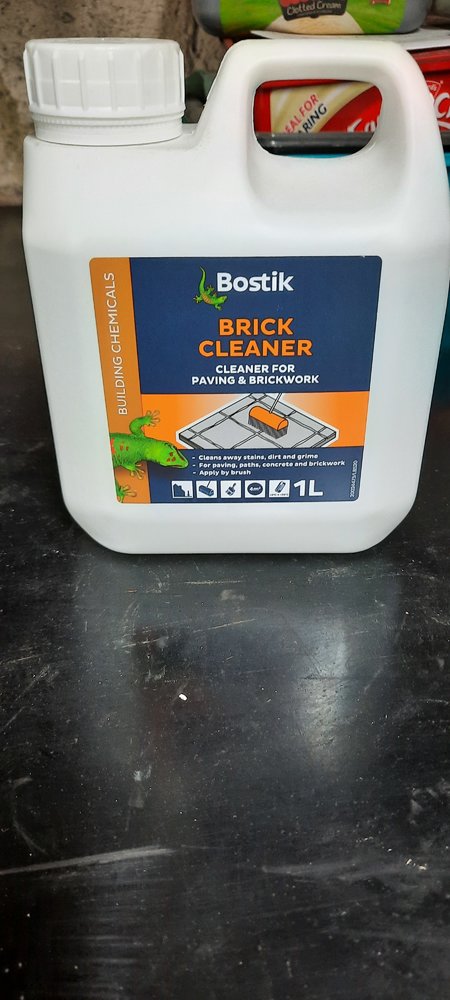 Clotted Cream
BUILDING CHEMICALS
Bostik
BRICK
CLEANER
CLEANER FOR
PAVING & BRICKWORK
- Cleans away stains, dirt and grime
- For paving, paths, concrete and brickwork
- Apply by brush
1L